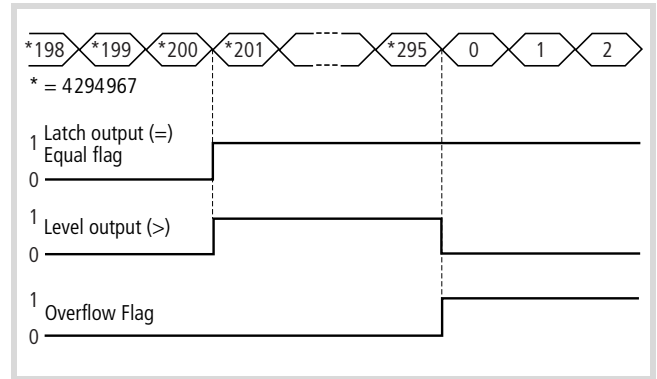 *198 *199 *200 *201 *295 0 1 2
* = 4294967
1 Latch output (=)
Equal flag
0
1 Level output (>)
0
1
Overflow Flag
0